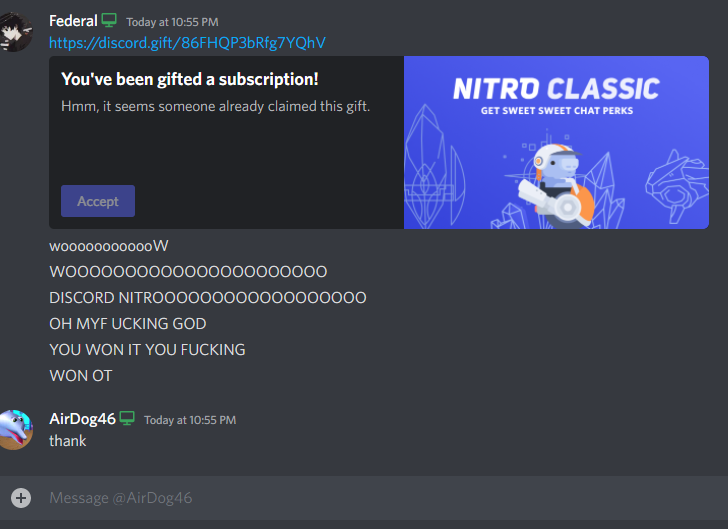 Federal Today at 10:55 PM
https://discord.gift/86FHQP3bRfg7YQhV
You've been gifted a subscription!
Hmm, it seems someone already claimed this gift.
Accept
NITRO CLASSIC
GET SWEET SWEET CHAT PERKS
woooooooooooW
WOOOOOOOOOOOOOOOOOOOOOO
DISCORD NITROOOOOOOOOOOOOOOOOO
OH MYF UCKING GOD
YOU WON IT YOU FUCKING
WON OT
AirDog46 Today at 10:55 PM
thank
Message @AirDog46